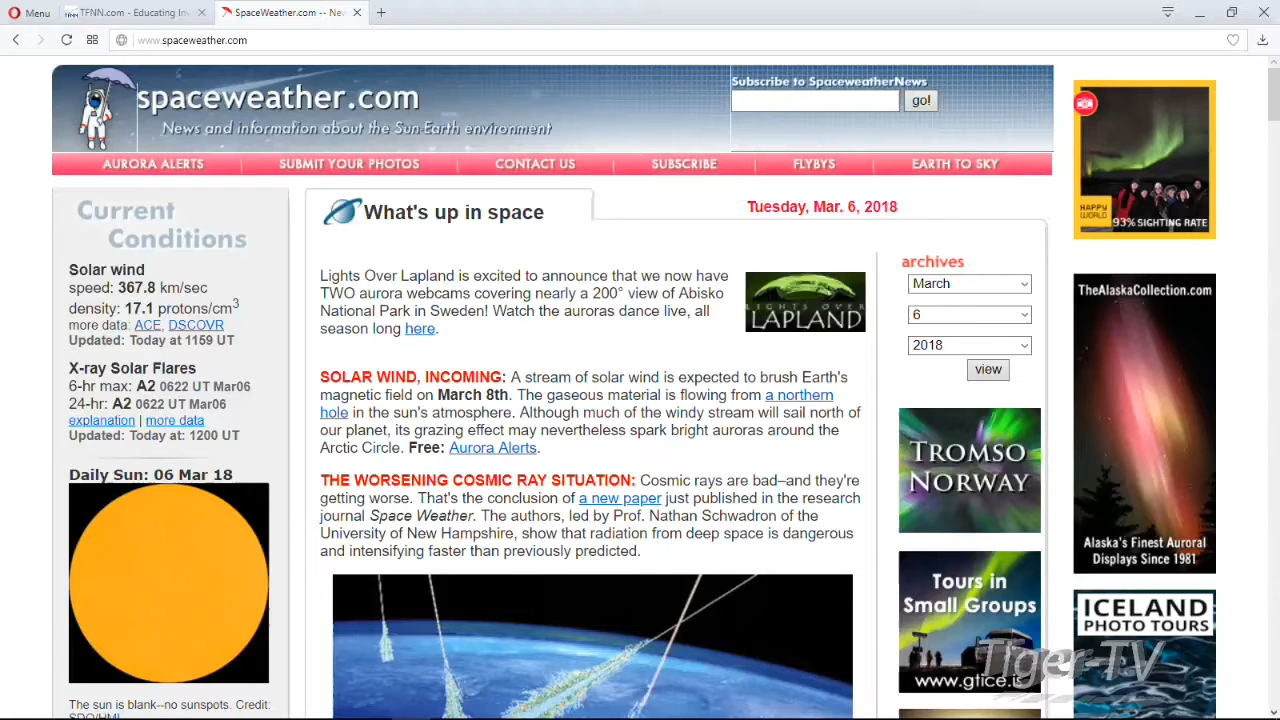 Menu
TFNN.com - Educating Inv
SpaceWeather.com -- Ne
www.spaceweather.com
spaceweather.com
News and information about the Sun-Earth environment
Subscribe to SpaceweatherNews
go!
AURORA ALERTS
SUBMIT YOUR PHOTOS
CONTACT US
SUBSCRIBE
FLYBYS
EARTH TO SKY
Current
Conditions
Solar wind
speed: 367.8 km/sec
density: 17.1 protons/cm3
more data: ACE, DSCOVR
Updated: Today at 1159 UT
X-ray Solar Flares
6-hr max: A2 0622 UT Mar06
24-hr: A2 0622 UT Mar06
explanation | more data
Updated: Today at: 1200 UT
Daily Sun: 06 Mar 18
The sun is blank--no sunspots. Credit:
SDO/HMI
What's up in space
Tuesday, Mar. 6, 2018
Lights Over Lapland is excited to announce that we now have
TWO aurora webcams covering nearly a 200° view of Abisko
National Park in Sweden! Watch the auroras dance live, all
season long here.
LIGHTS OVER
LAPLAND
SOLAR WIND, INCOMING: A stream of solar wind is expected to brush Earth's
magnetic field on March 8th. The gaseous material is flowing from a northern
hole in the sun's atmosphere. Although much of the windy stream will sail north of
our planet, its grazing effect may nevertheless spark bright auroras around the
Arctic Circle. Free: Aurora Alerts.
THE WORSENING COSMIC RAY SITUATION: Cosmic rays are bad–and they're
getting worse. That's the conclusion of a new paper just published in the research
journal Space Weather. The authors, led by Prof. Nathan Schwadron of the
University of New Hampshire, show that radiation from deep space is dangerous
and intensifying faster than previously predicted.
archives
March
6
2018
view
TROMSO
NORWAY
Tours in
Small Groups
www.gtice.is
HAPPY
WORLD
93% SIGHTING RATE
TheAlaskaCollection.com
Alaska's Finest Auroral
Displays Since 1981
ICELAND
PHOTO TOURS
Tiger-TV